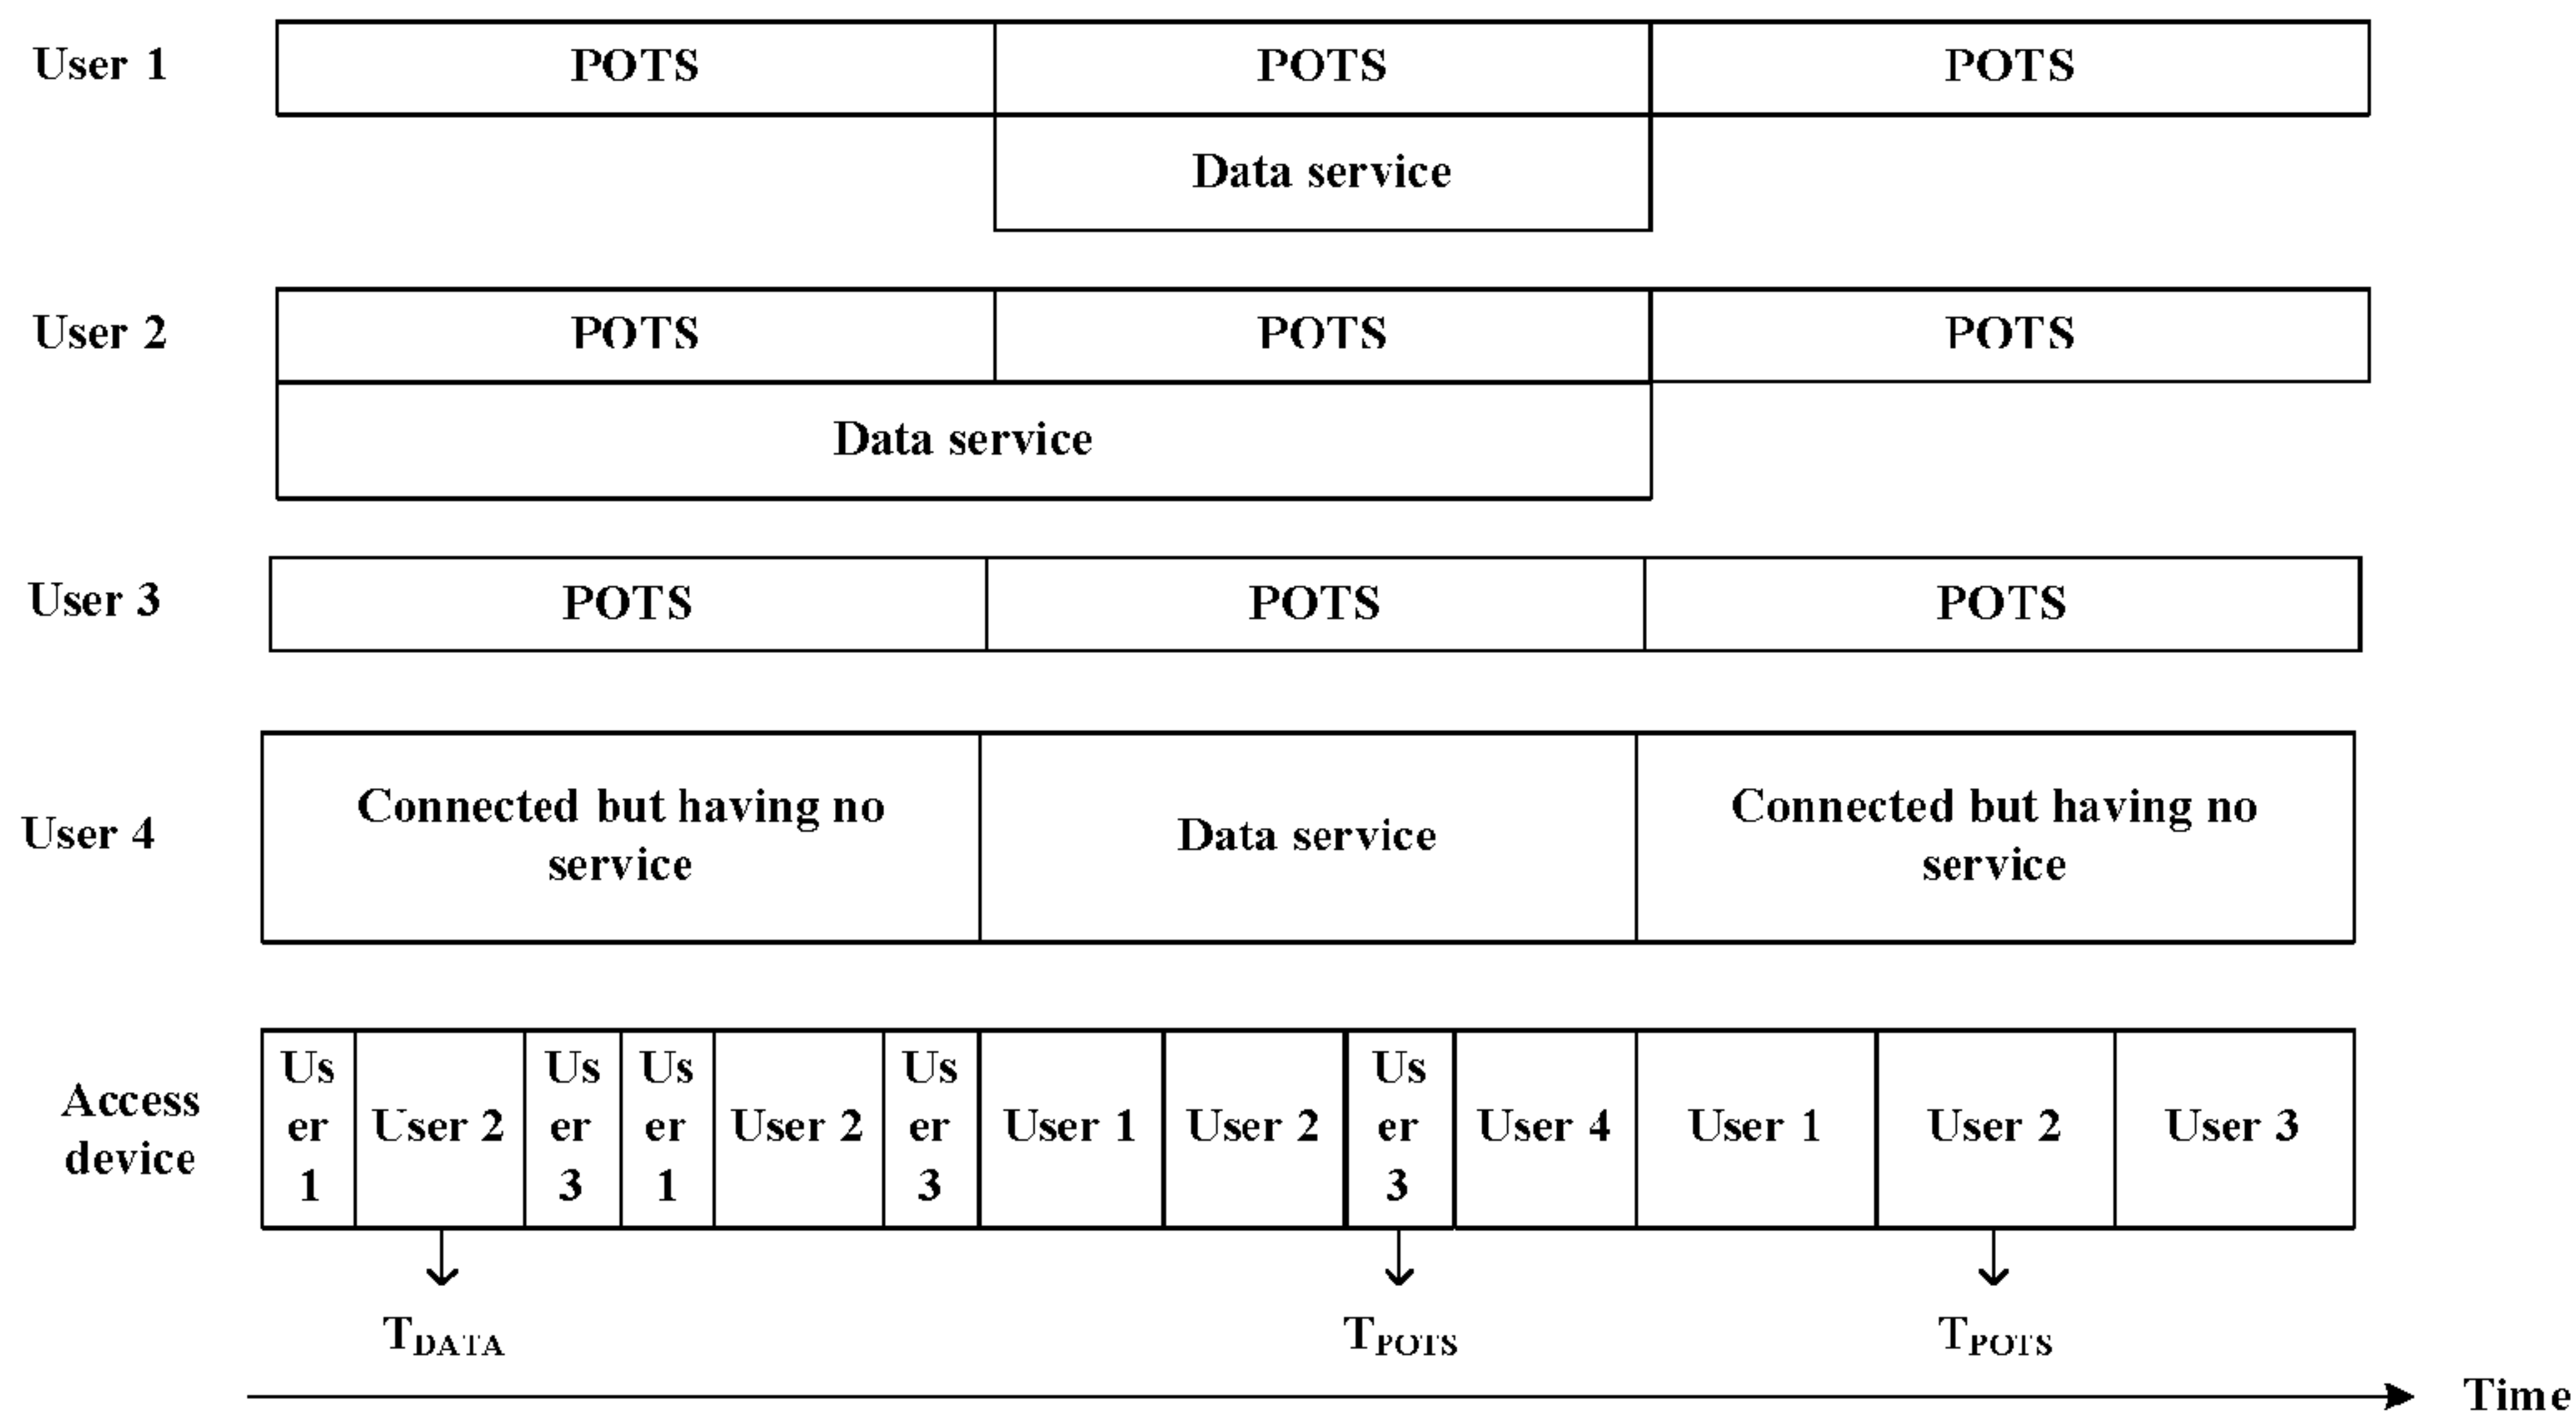 User 1
POTS
POTS
POTS
Data service
User 2
POTS
POTS
POTS
Data service
User 3
POTS
POTS
POTS
User 4
Connected but having no
service
Data service
Connected but having no
service
Access
device
Us
er
1
User 2
Us
er
3
Us
er
1
User 2
Us
er
3
User 1
User 2
Us
er
3
User 4
User 1
User 2
User 3
TDATA
TPOTS
TPOTS
Time